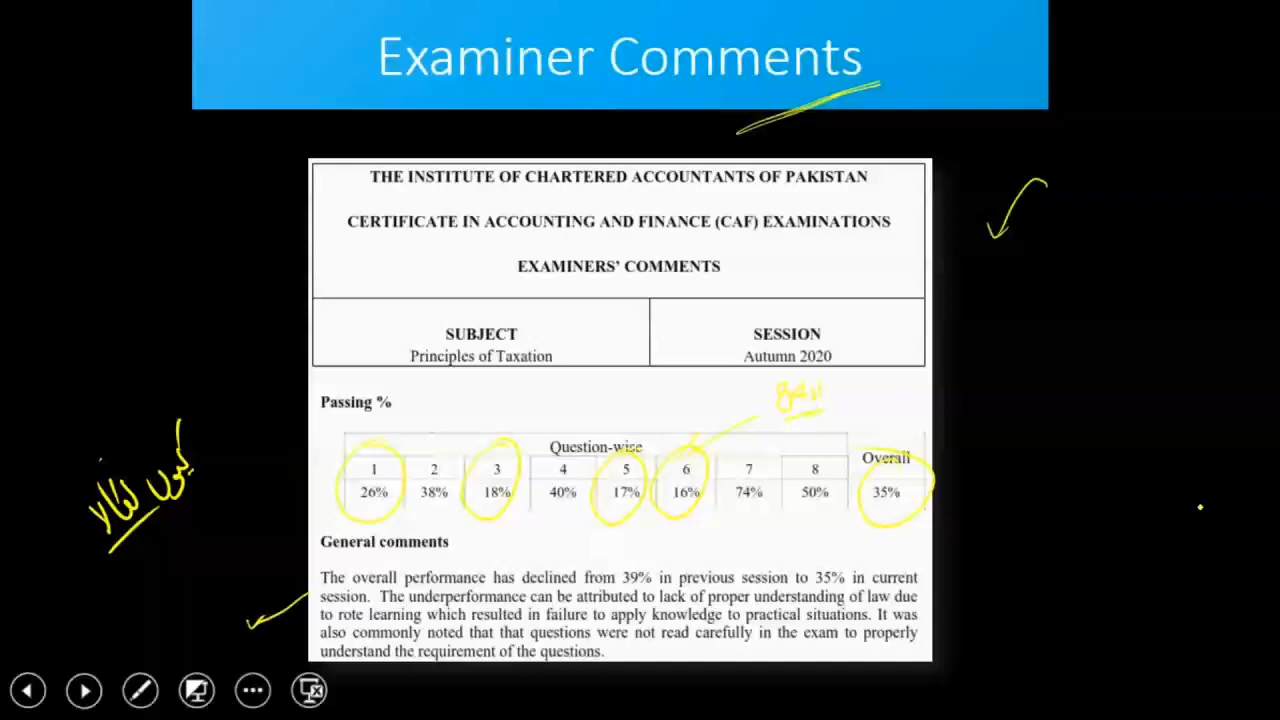 Examiner Comments
THE INSTITUTE OF CHARTERED ACCOUNTANTS OF PAKISTAN
CERTIFICATE IN ACCOUNTING AND FINANCE (CAF) EXAMINATIONS
EXAMINERS’ COMMENTS
SUBJECT SESSION
Principles of Taxation Autumn 2020
Passing %
Question-wise Overall
1 2 3 4 5 6 7 8
26% 38% 18% 40% 17% 16% 74% 50% 35%
General comments
The overall performance has declined from 39% in previous session to 35% in current
session. The underperformance can be attributed to lack of proper understanding of law due
to rote learning which resulted in failure to apply knowledge to practical situations. It was
also commonly noted that that questions were not read carefully in the exam to properly
understand the requirement of the questions.